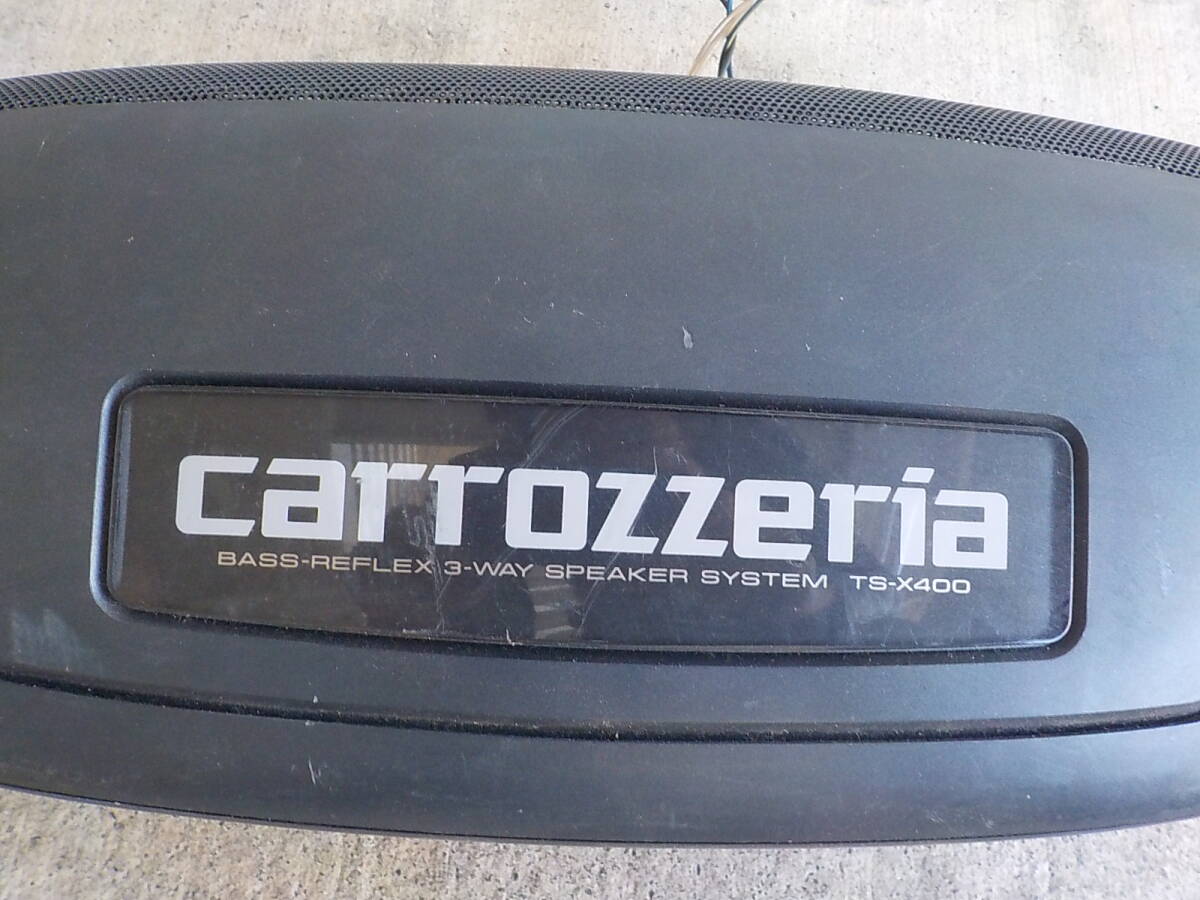 carrozzeria
BASS-REFLEX 3-WAY SPEAKER SYSTEM TS-X400